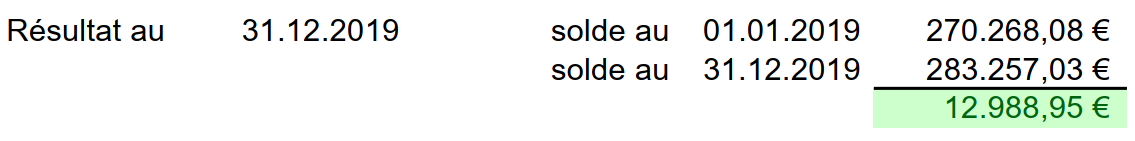 Résultat au 31.12.2019 solde au 01.01.2019 270.268,08 €
solde au 31.12.2019 283.257,03 €
12.988,95 €